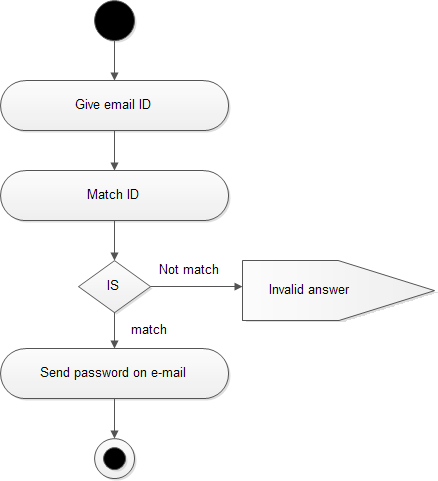 Give email ID
Match ID
IS
Not match
Invalid answer
match
Send password on e-mail